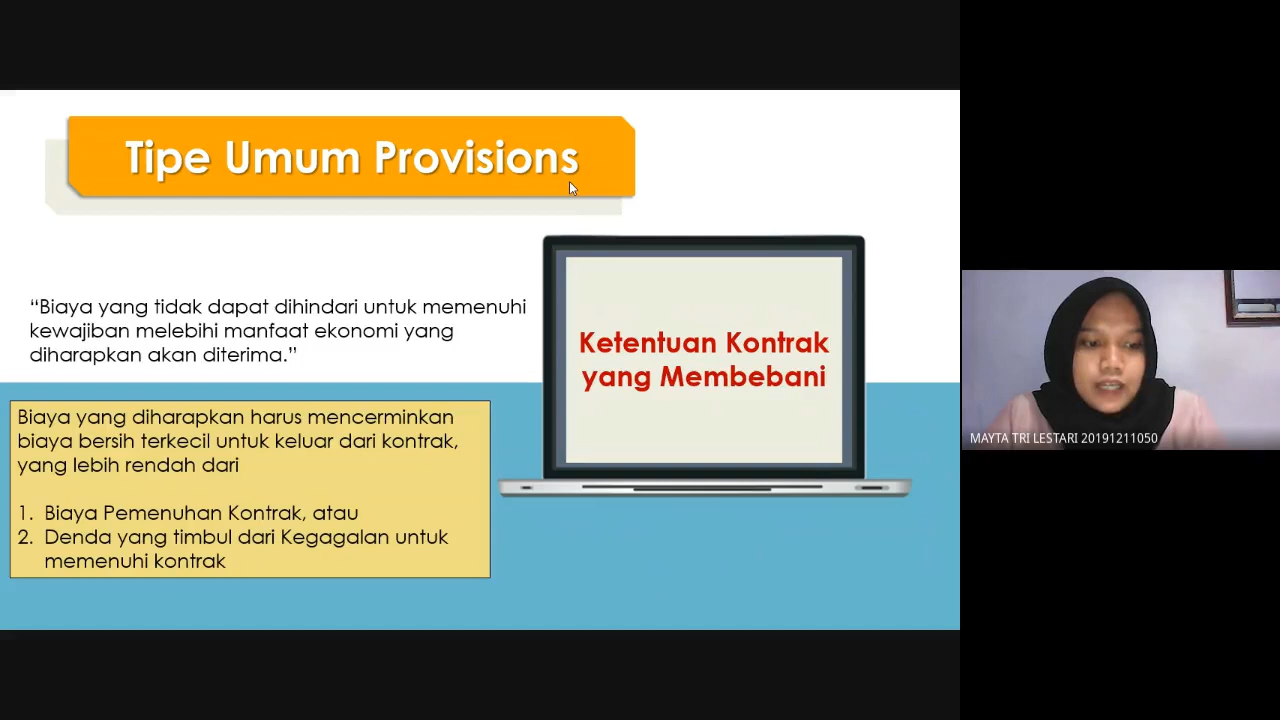 Tipe Umum Provisions
“Biaya yang tidak dapat dihindari untuk memenuhi
kewajiban melebihi manfaat ekonomi yang
diharapkan akan diterima.”
Ketentuan Kontrak
yang Membebani
Biaya yang diharapkan harus mencerminkan
biaya bersih terkecil untuk keluar dari kontrak,
yang lebih rendah dari
1. Biaya Pemenuhan Kontrak, atau
2. Denda yang timbul dari Kegagalan untuk
memenuhi kontrak
MAYTA TRI LESTARI 20191211050